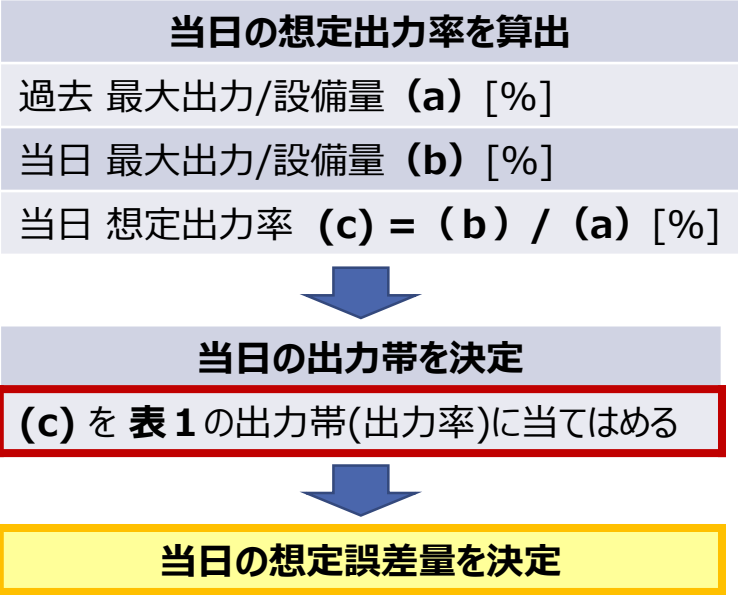 当日の想定出力率を算出
過去 最大出力/設備量（a）[%]
当日 最大出力/設備量（b）[%]
当日 想定出力率 (c) =（ｂ）/（a）[%]
当日の出力帯を決定
(c) を 表１の出力帯(出力率)に当てはめる
当日の想定誤差量を決定